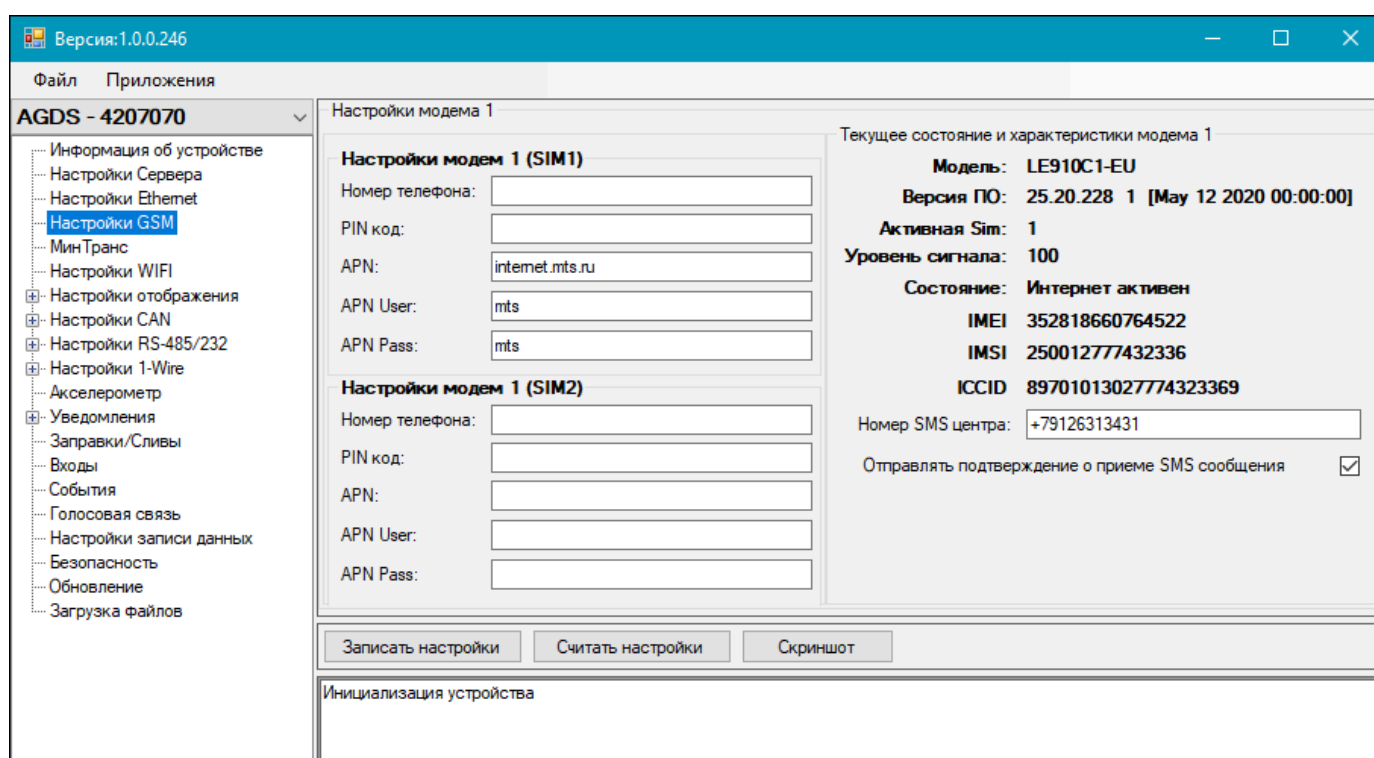 Версия:1.0.0.246
Файл Приложения
AGDS - 4207070
Информация об устройстве
Настройки Сервера
Настройки Ethernet
Настройки GSM
МинТранс
Настройки WIFI
Настройки отображения
Настройки CAN
Настройки RS-485/232
Настройки 1-Wire
Акселерометр
Уведомления
Заправки/Сливы
Входы
События
Голосовая связь
Настройки записи данных
Безопасность
Обновление
Загрузка файлов
Настройки модема 1
Настройки модем 1 (SIM1)
Номер телефона:
PIN код:
APN: internet.mts.ru
APN User: mts
APN Pass: mts
Настройки модем 1 (SIM2)
Номер телефона:
PIN код:
APN:
APN User:
APN Pass:
Текущее состояние и характеристики модема 1
Модель: LE910C1-EU
Версия ПО: 25.20.228 1 [May 12 2020 00:00:00]
Активная Sim: 1
Уровень сигнала: 100
Состояние: Интернет активен
IMEI 352818660764522
IMSI 250012777432336
ICCID 89701013027774323369
Номер SMS центра: +79126313431
Отправлять подтверждение о приеме SMS сообщения
Записать настройки Считать настройки Скриншот
Инициализация устройства